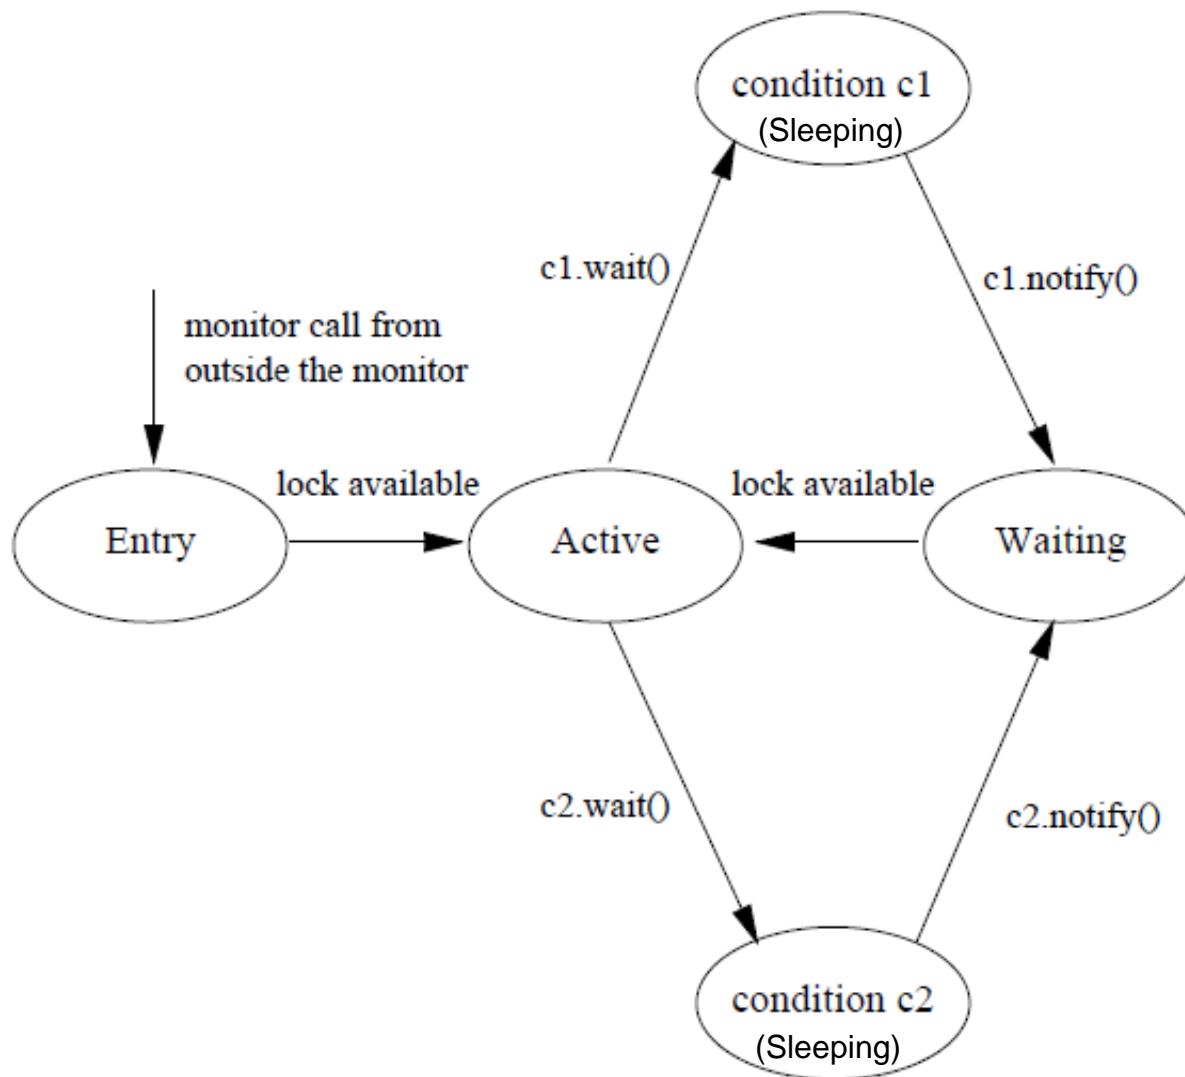 condition c1
(Sleeping)
c1.wait()
c1.notify()
monitor call from
outside the monitor
lock available
lock available
Entry
Active
Waiting
c2.wait()
c2.notify()
condition c2
(Sleeping)